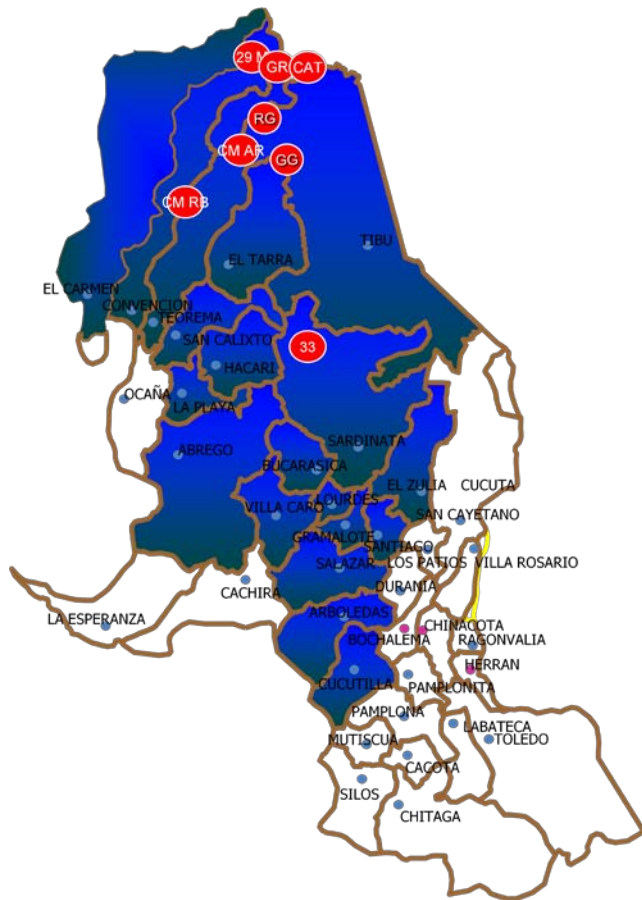 29 M
GR
CAT
RG
CM AR
GG
CM RB
TIBU
EL TARRA
EL CARMEN
CONVENCION
TEOREMA
SAN CALIXTO
33
HACARI
OCAÑA
LA PLAYA
ABREGO
SARDINATA
BUCARASICA
EL ZULIA
CUCUTA
LOURDES
VILLA CARO
SAN CAYETANO
GRAMALOTE
SANTIAGO
LOS PATIOS
VILLA ROSARIO
SALAZAR
CACHIRA
DURANIA
LA ESPERANZA
ARBOLEDAS
CHINACOTA
BOCHALEMA
RAGONVALIA
HERRAN
CUCUTILLA
PAMPLONITA
PAMPLONA
LABATECA
MUTISCUA
TOLEDO
CACOTA
SILOS
CHITAGA